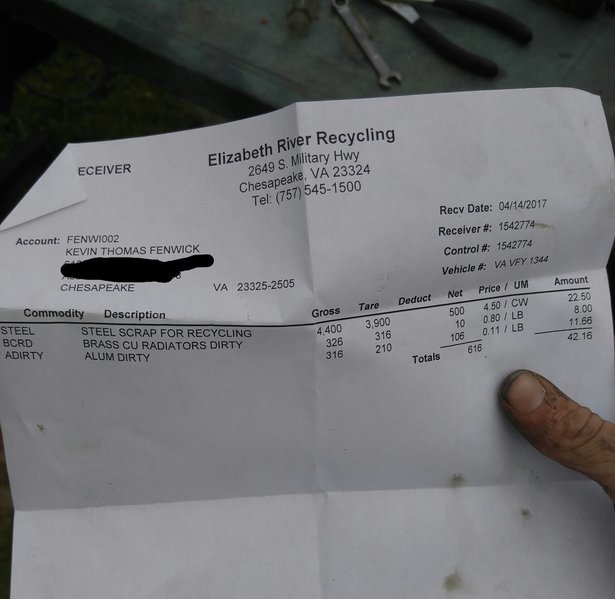 ECEIVER
Elizabeth River Recycling
2649 S. Military Hwy
Chesapeake, VA 23324
Tel: (757) 545-1500
Recv Date: 04/14/2017
Receiver #: 1542774
Control #: 1542774
Vehicle #: VA VFY 1344
Account: FENWI002
KEVIN THOMAS FENWICK
CHESAPEAKE VA 23325-2505
Commodity Description Gross Tare Deduct Net Price / UM Amount
STEEL STEEL SCRAP FOR RECYCLING 4,400 3,900 500 4.50 / CW 22.50
BCRD BRASS CU RADIATORS DIRTY 326 316 10 0.80 / LB 8.00
ADIRTY ALUM DIRTY 316 210 106 0.11 / LB 11.66
Totals 616 42.16